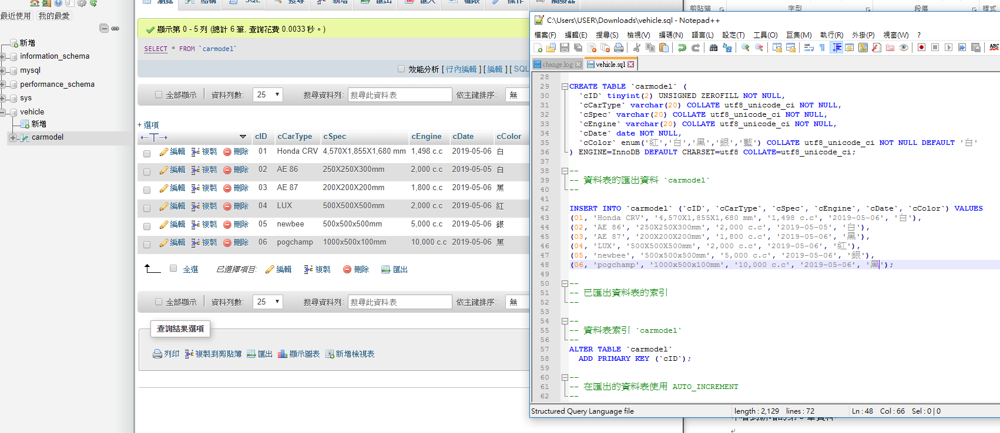 最近使用 我的最愛
新增
information_schema
mysql
performance_schema
sys
vehicle
新增
carmodel
瀏覽 結構 SQL 搜尋 新增 匯出 匯入 權限 操作 觸發器
顯示第 0 - 5 列 (總計 6 筆, 查詢花費 0.0033 秒。)
SELECT * FROM `carmodel`
效能分析 [ 行內編輯 ] [ 編輯 ] [ SQL
全部顯示 資料列數: 25 搜尋資料列: 搜尋此資料表 依主鍵排序: 無
+ 選項
←T→ cID cCarType cSpec cEngine cDate cColor
編輯 複製 刪除 01 Honda CRV 4,570X1,855X1,680 mm 1,498 c.c 2019-05-06 白
編輯 複製 刪除 02 AE 86 250X250X300mm 2,000 c.c 2019-05-05 白
編輯 複製 刪除 03 AE 87 200X200X200mm 1,800 c.c 2019-05-06 黑
編輯 複製 刪除 04 LUX 500X500X500mm 2,000 c.c 2019-05-06 紅
編輯 複製 刪除 05 newbee 500x500x500mm 5,000 c.c 2019-05-06 銀
編輯 複製 刪除 06 pogchamp 1000x500x100mm 10,000 c.c 2019-05-06 黑
全選 已選擇項目: 編輯 複製 刪除 匯出
全部顯示 資料列數: 25 搜尋資料列: 搜尋此資料表 依主鍵排序: 無
查詢結果選項
列印 複製到剪貼簿 匯出 顯示圖表 新增檢視表
剪貼簿 字型 段落 樣式
C:\Users\USER\Downloads\vehicle.sql - Notepad++
檔案(F) 編輯(E) 搜尋(S) 檢視(V) 編碼(N) 語言(L) 設定(T) 工具(O) 巨集(M) 執行(R) 外掛(P) 視窗(W) ?
ABC
change.log vehicle.sql
28
29 CREATE TABLE `carmodel` (
30 `cID` tinyint(2) UNSIGNED ZEROFILL NOT NULL,
31 `cCarType` varchar(20) COLLATE utf8_unicode_ci NOT NULL,
32 `cSpec` varchar(20) COLLATE utf8_unicode_ci NOT NULL,
33 `cEngine` varchar(20) COLLATE utf8_unicode_ci NOT NULL,
34 `cDate` date NOT NULL,
35 `cColor` enum('紅','白','黑','銀','藍') COLLATE utf8_unicode_ci NOT NULL DEFAULT '白'
36 ) ENGINE=InnoDB DEFAULT CHARSET=utf8 COLLATE=utf8_unicode_ci;
37
38 --
39 -- 資料表的匯出資料 `carmodel`
40 --
41
42 INSERT INTO `carmodel` (`cID`, `cCarType`, `cSpec`, `cEngine`, `cDate`, `cColor`) VALUES
43 (01, 'Honda CRV', '4,570X1,855X1,680 mm', '1,498 c.c', '2019-05-06', '白'),
44 (02, 'AE 86', '250X250X300mm', '2,000 c.c', '2019-05-05', '白'),
45 (03, 'AE 87', '200X200X200mm', '1,800 c.c', '2019-05-06', '黑'),
46 (04, 'LUX', '500X500X500mm', '2,000 c.c', '2019-05-06', '紅'),
47 (05, 'newbee', '500x500x500mm', '5,000 c.c', '2019-05-06', '銀'),
48 (06, 'pogchamp', '1000x500x100mm', '10,000 c.c', '2019-05-06', '黑');
49
50 --
51 -- 已匯出資料表的索引
52 --
53
54 --
55 -- 資料表索引 `carmodel`
56 --
57 ALTER TABLE `carmodel`
58 ADD PRIMARY KEY (`cID`);
59
60 --
61 -- 在匯出的資料表使用 AUTO_INCREMENT
62 --
Structured Query Language file length : 2,129 lines : 72 Ln : 48 Col : 66 Sel : 0 | 0